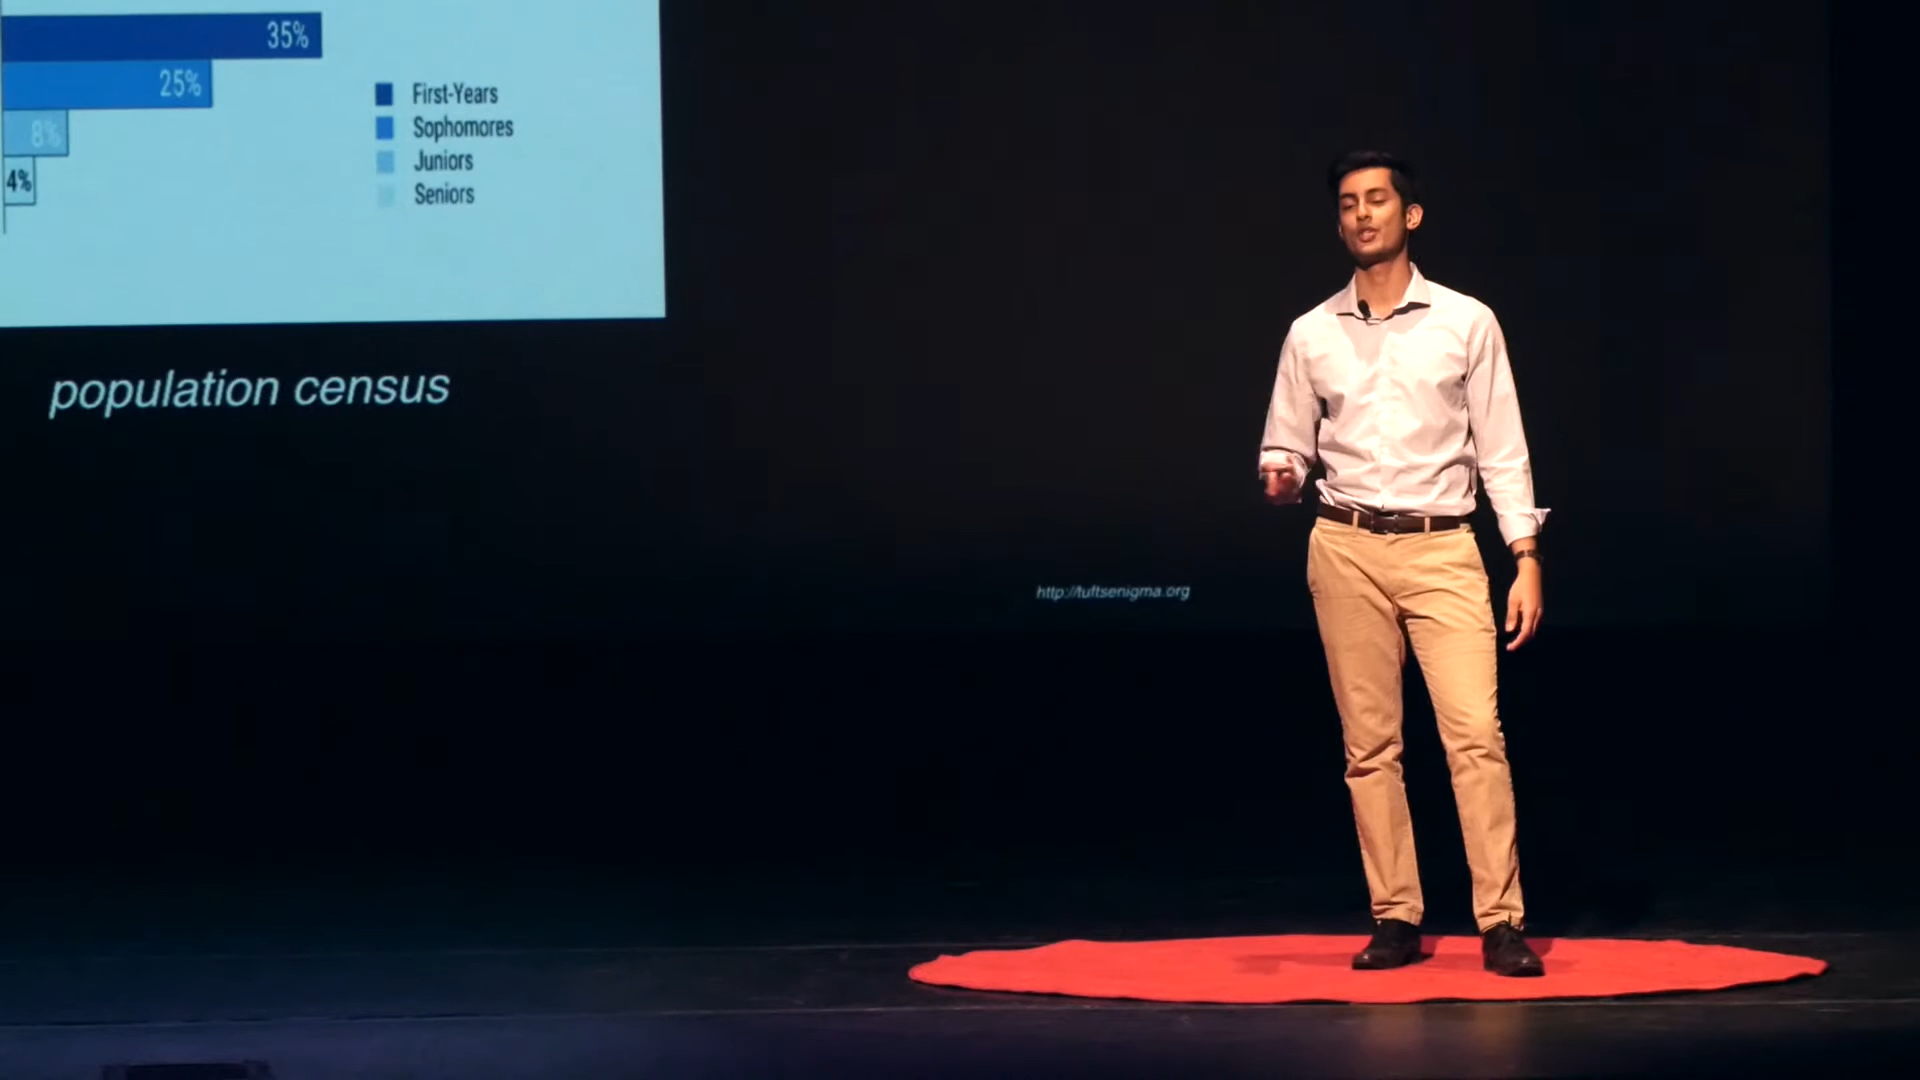 35%
25%
8%
4%
First-Years
Sophomores
Juniors
Seniors
population census
http://tuftsenigma.org